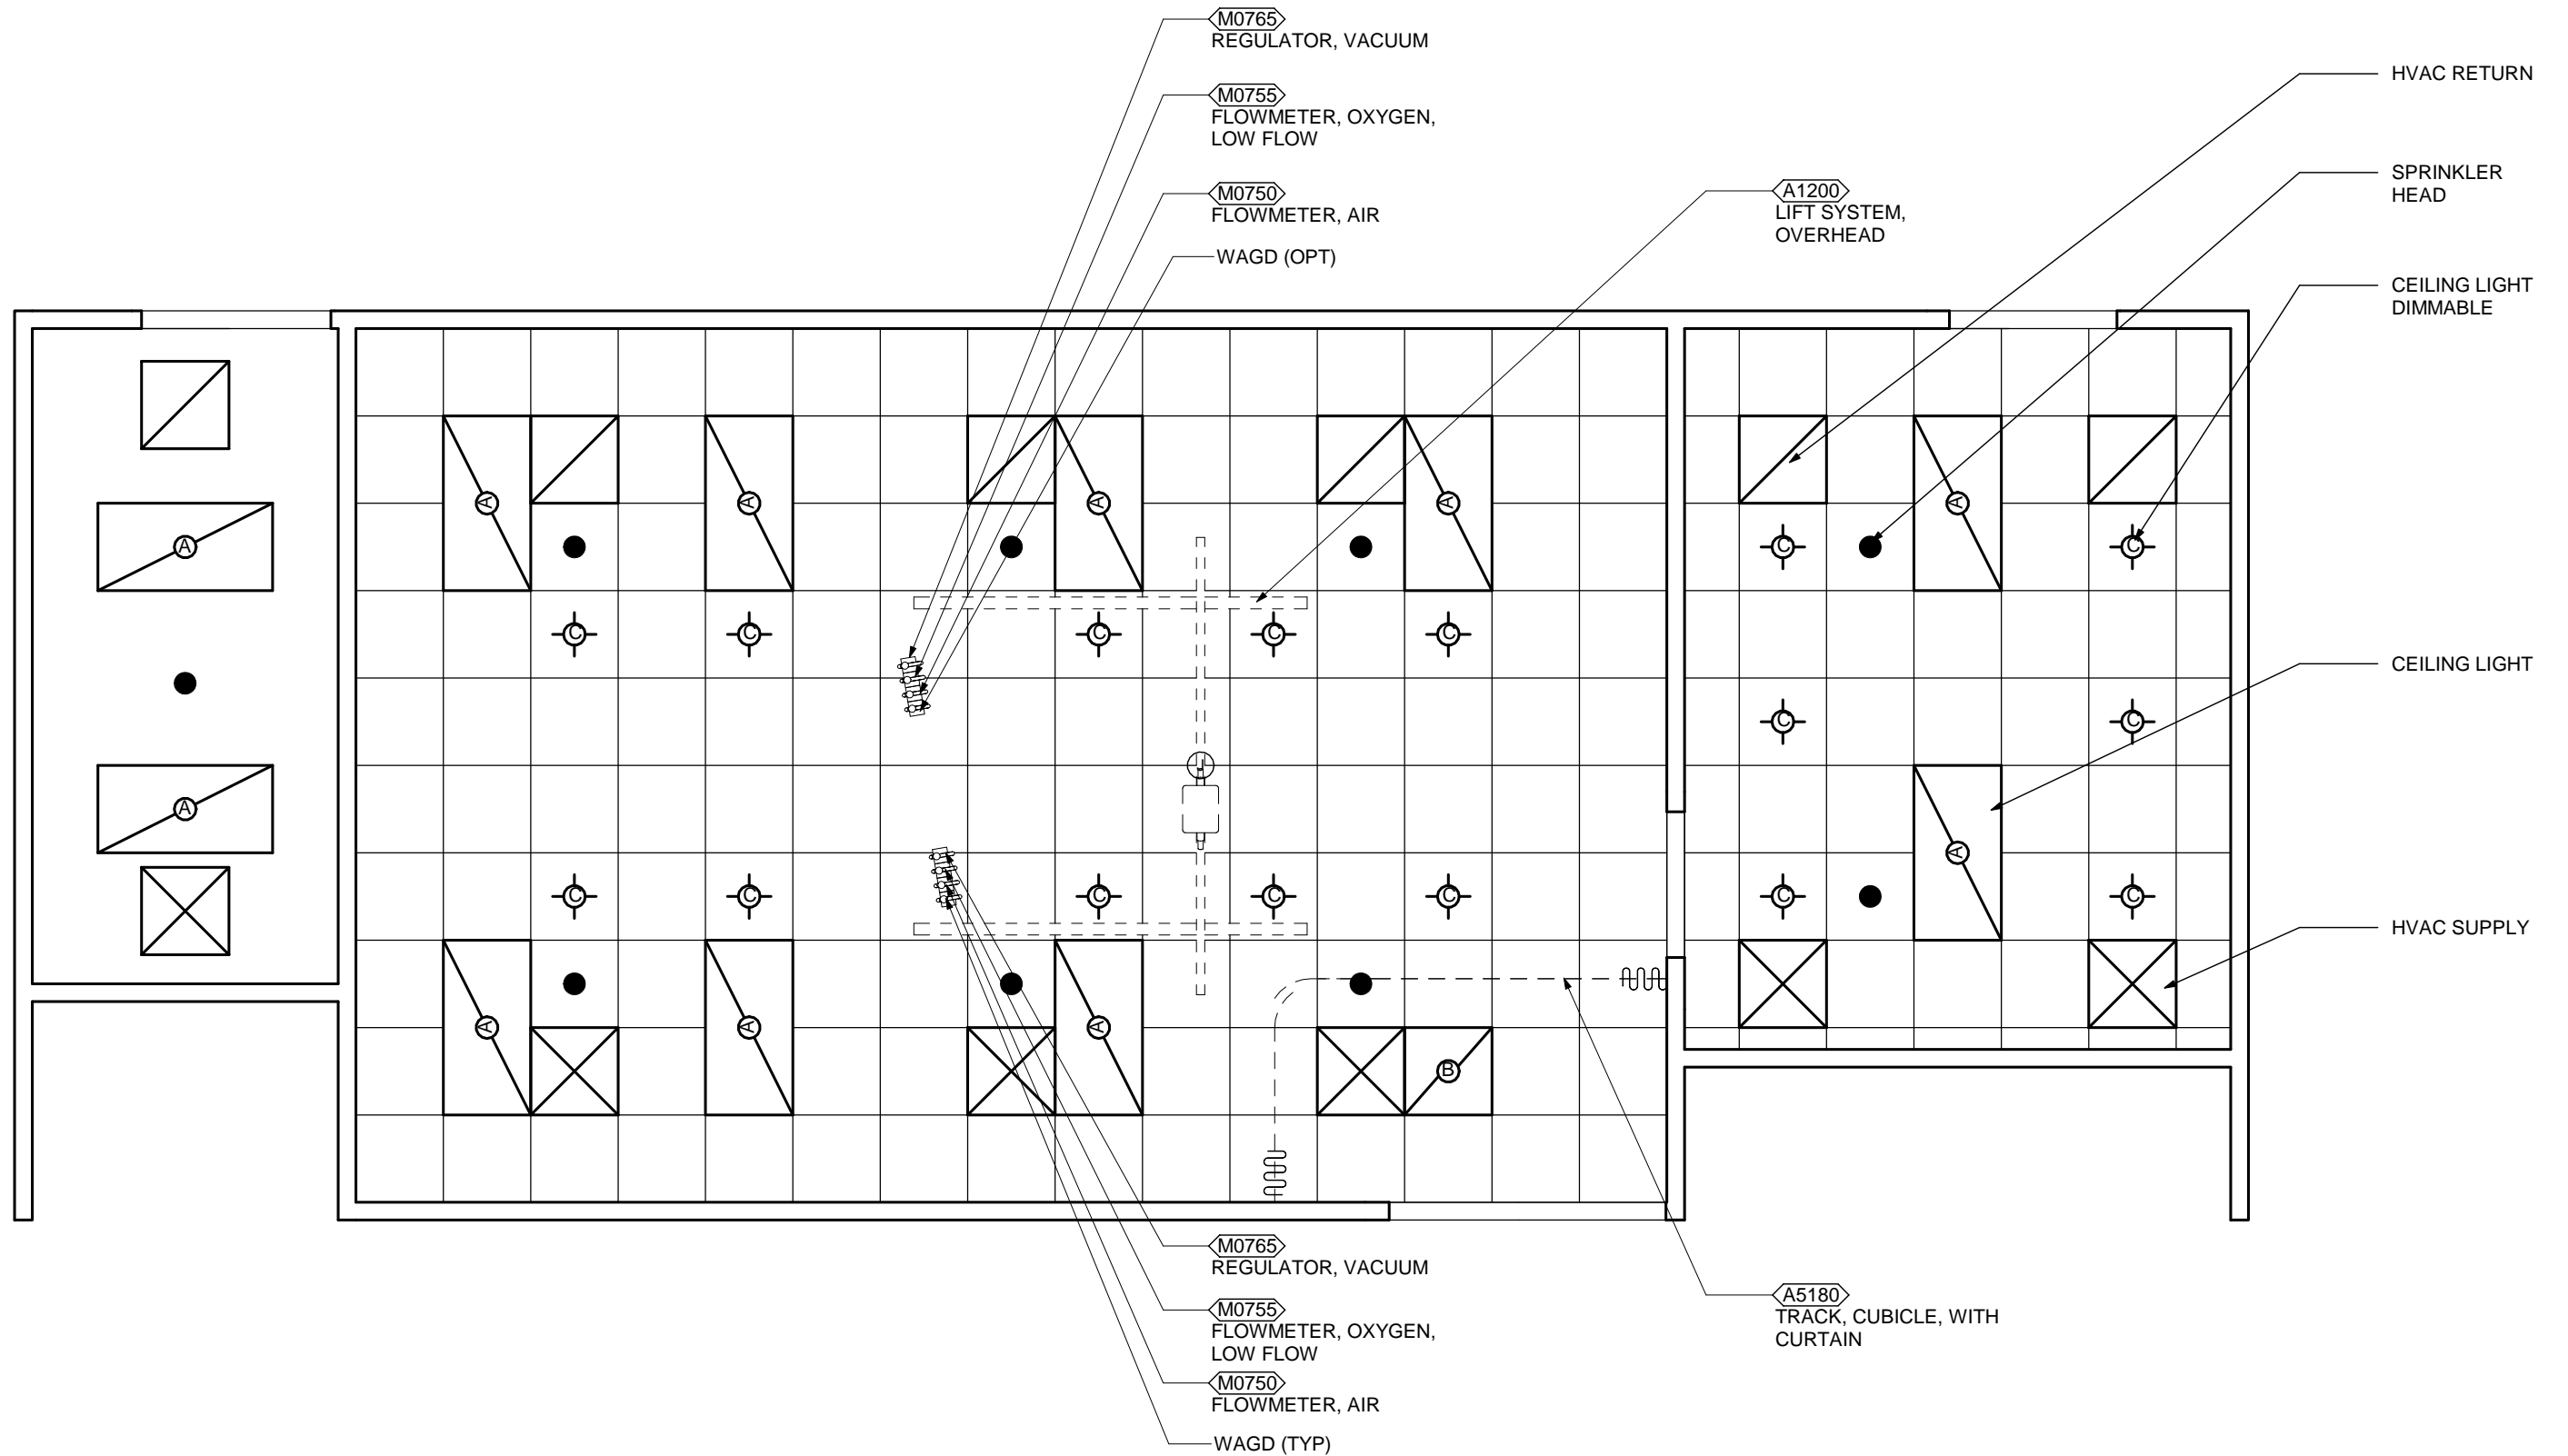 M0765
REGULATOR, VACUUM
M0755
FLOWMETER, OXYGEN,
LOW FLOW
M0750
FLOWMETER, AIR
WAGD (OPT)
A1200
LIFT SYSTEM,
OVERHEAD
HVAC RETURN
SPRINKLER
HEAD
CEILING LIGHT
DIMMABLE
CEILING LIGHT
HVAC SUPPLY
A
A
A
A
A
A
A
C
C
C
C
C
C
C
C
C
A
J
A
C
C
C
C
C
C
C
A
A
A
B
M0765
REGULATOR, VACUUM
M0755
FLOWMETER, OXYGEN,
LOW FLOW
M0750
FLOWMETER, AIR
WAGD (TYP)
A5180
TRACK, CUBICLE, WITH
CURTAIN